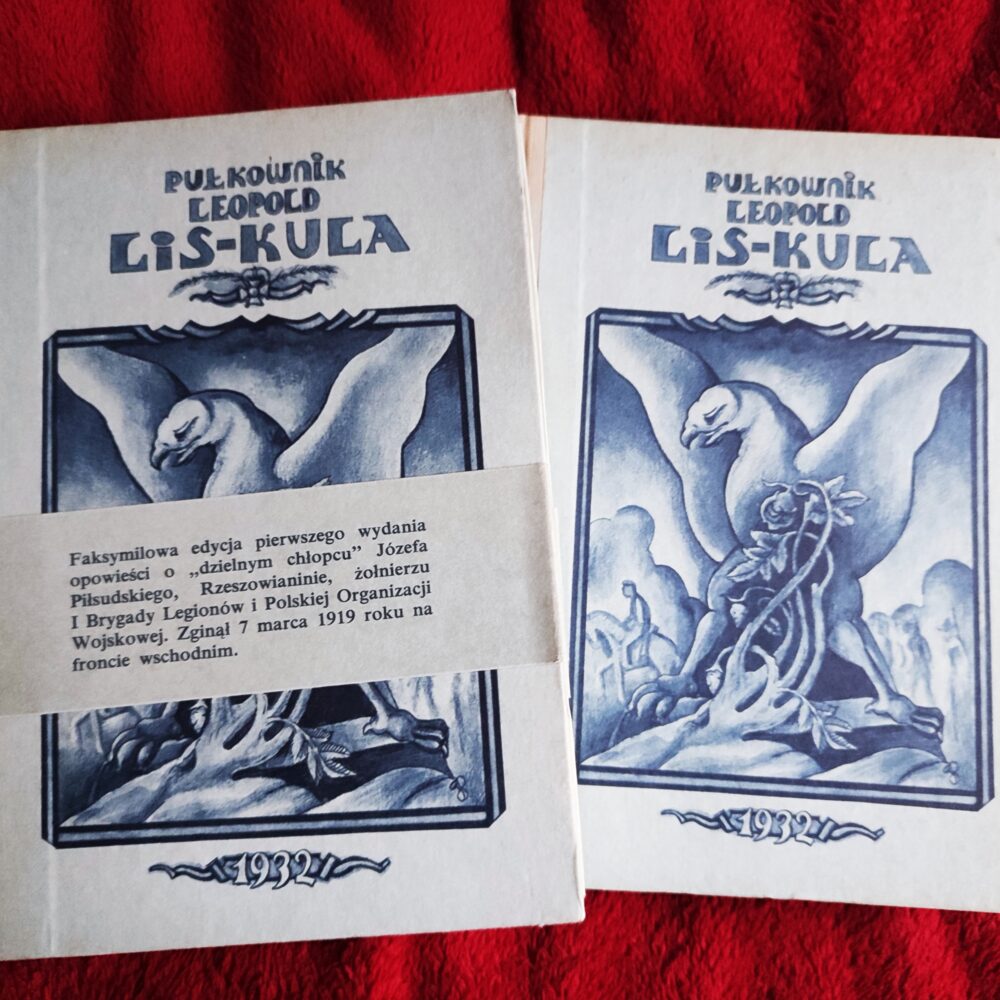 PUŁKOWNIK
LEOPOLD
LIS-KULA
Faksymilowa edycja pierwszego wydania
opowieści o „dzielnym chłopcu” Józefa
Piłsudskiego, Rzeszowianinie, żołnierzu
I Brygady Legionów i Polskiej Organizacji
Wojskowej. Zginął 7 marca 1919 roku na
froncie wschodnim.
1932
PUŁKOWNIK
LEOPOLD
LIS-KULA
1932